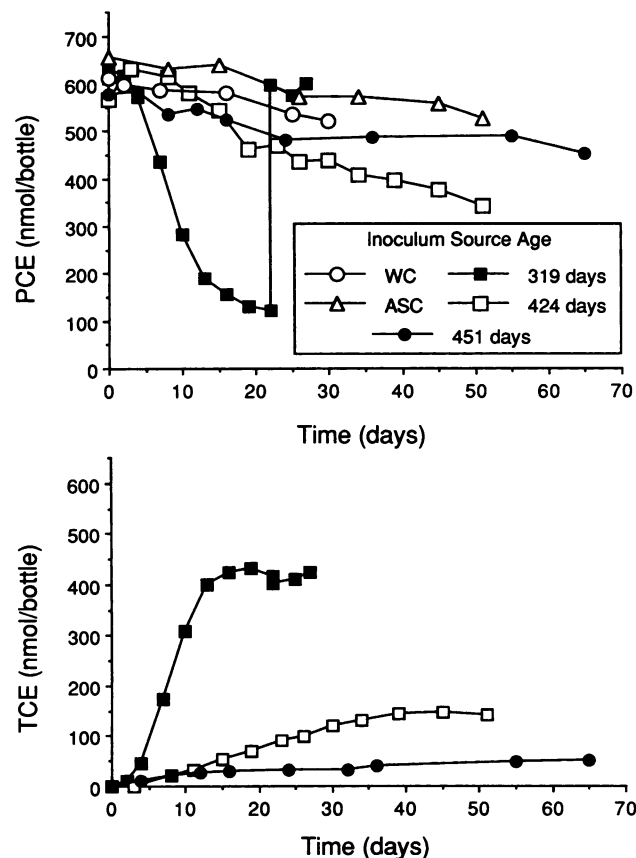 PCE (nmol/bottle)
700
600
500
400
300
200
100
0
Inoculum Source Age
WC
319 days
ASC
424 days
451 days
0 10 20 30 40 50 60 70
Time (days)
TCE (nmol/bottle)
600
500
400
300
200
100
0
0 10 20 30 40 50 60 70
Time (days)